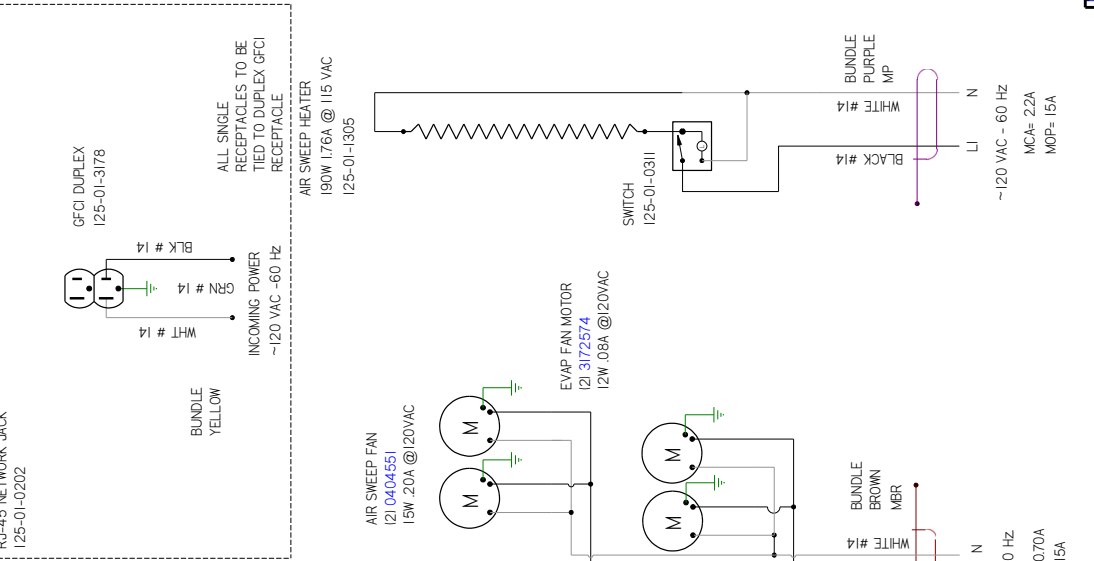 RJ-45 NETWORK JACK
125-01-0202
GFCI DUPLEX
125-01-3178
BLK # 14
GRN # 14
WHT # 14
INCOMING POWER
~120 VAC -60 Hz
BUNDLE
YELLOW
ALL SINGLE
RECEPTACLES TO BE
TIED TO DUPLEX GFCI
RECEPTACLE
AIR SWEEP HEATER
190W 1.76A @ 115 VAC
125-01-1305
SWITCH
125-01-0311
BUNDLE
PURPLE
MP
WHITE #14
BLACK #14
N
L1
~120 VAC - 60 Hz
MCA= 2.2A
MOP= 15A
AIR SWEEP FAN
(2) 0404551
15W .20A @120VAC
M
M
EVAP FAN MOTOR
(2) 3172574
12W .08A @120VAC
M
M
BUNDLE
BROWN
MBR
WHITE #14
N
0 Hz
0.70A
15A